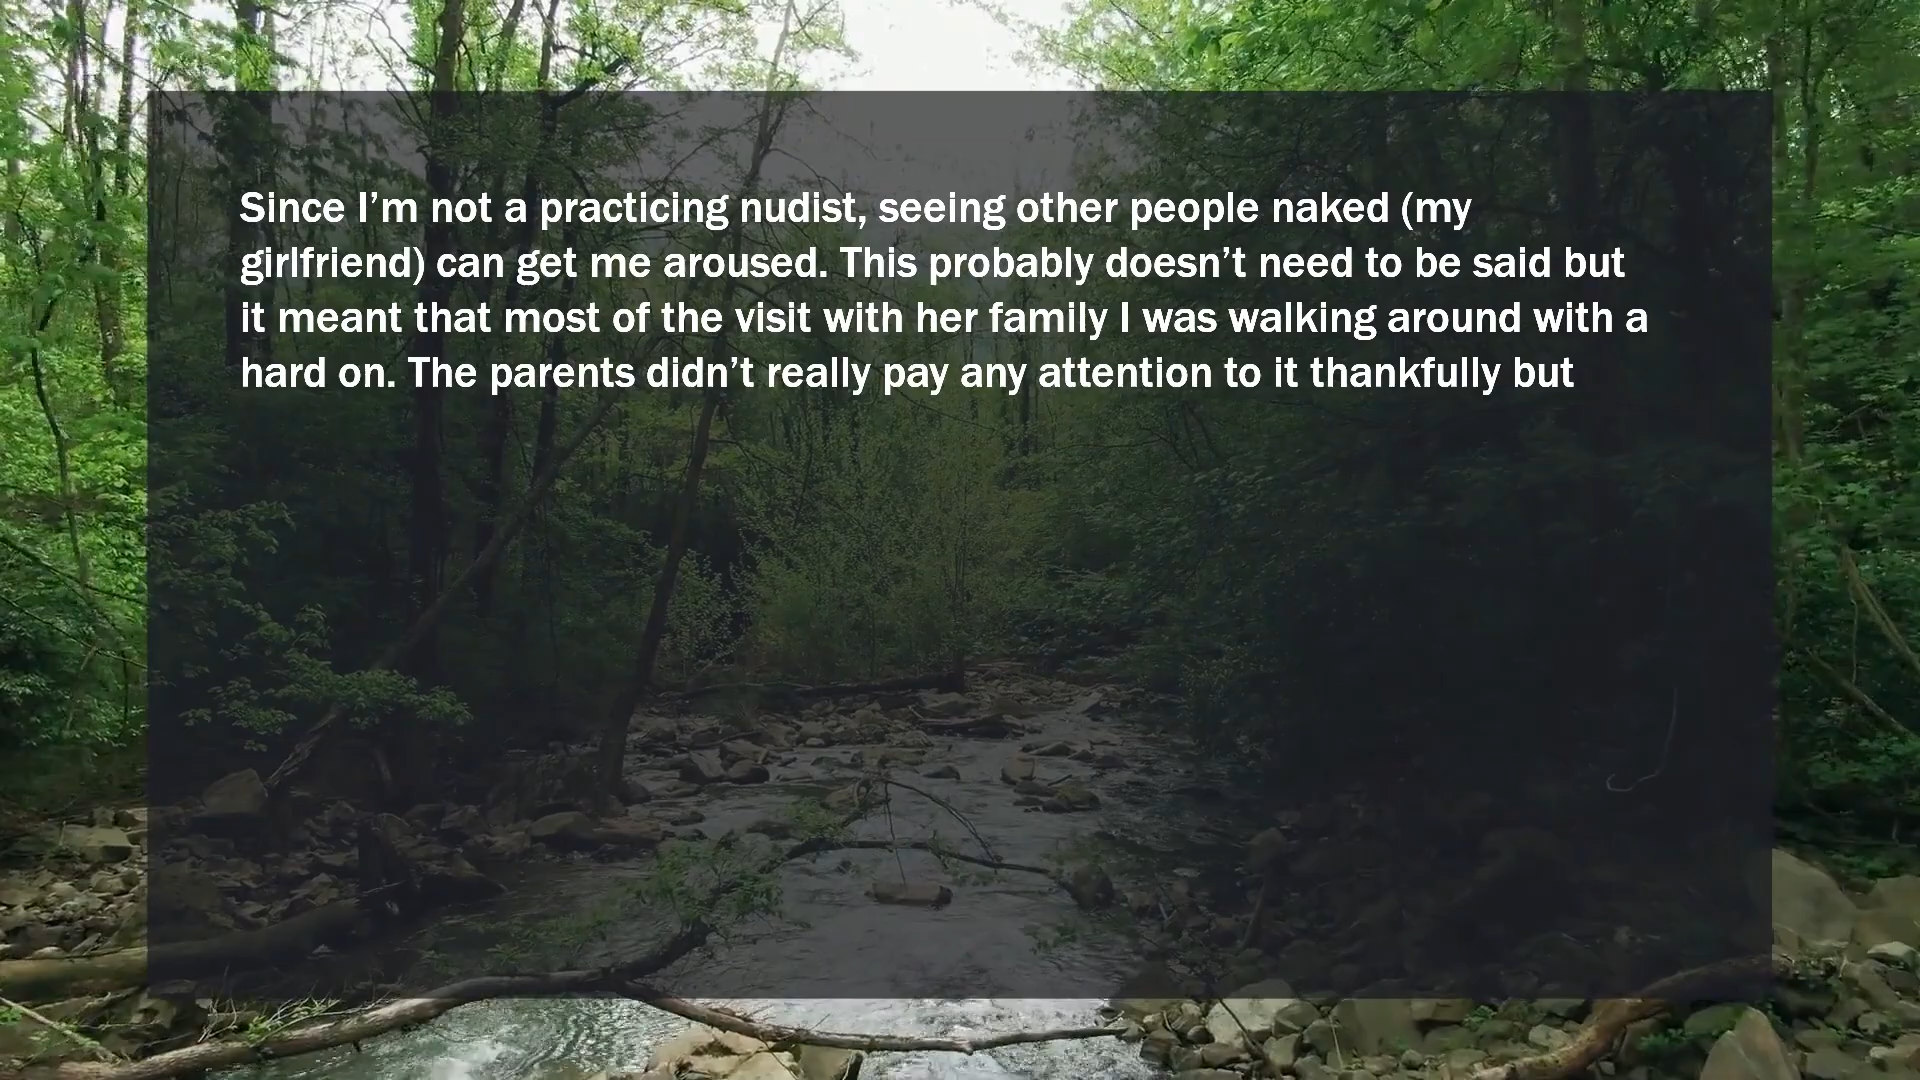 Since I’m not a practicing nudist, seeing other people naked (my
girlfriend) can get me aroused. This probably doesn’t need to be said but
it meant that most of the visit with her family I was walking around with a
hard on. The parents didn’t really pay any attention to it thankfully but